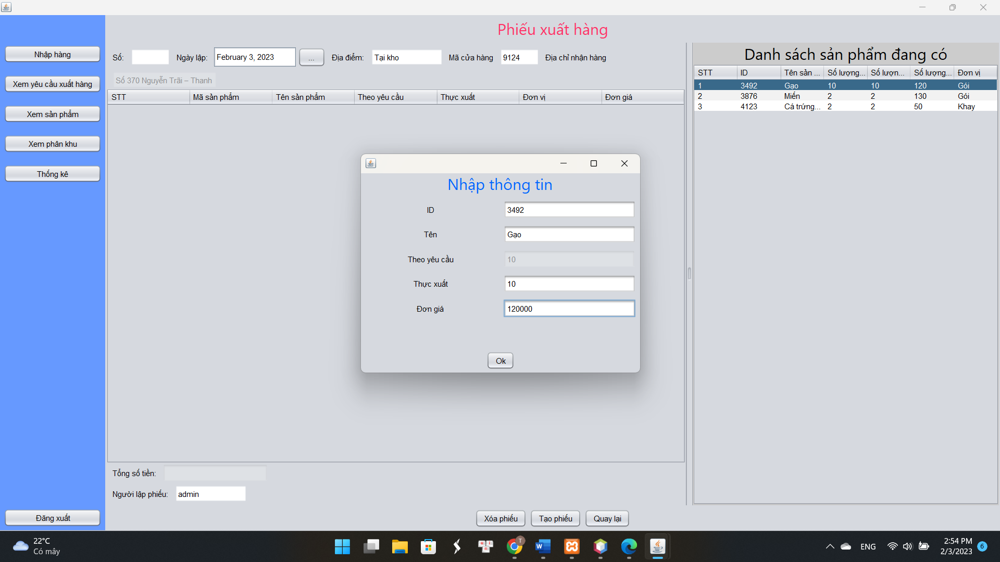 Phiếu xuất hàng
Nhập hàng
Xem yêu cầu xuất hàng
Xem sản phẩm
Xem phân khu
Thống kê
Đăng xuất
Số: Ngày lập: February 3, 2023 ... Địa điểm: Tại kho Mã cửa hàng 9124 Địa chỉ nhận hàng
Số 370 Nguyễn Trãi – Thanh
STT Mã sản phẩm Tên sản phẩm Theo yêu cầu Thực xuất Đơn vị Đơn giá
Nhập thông tin
ID 3492
Tên Gạo
Theo yêu cầu 10
Thực xuất 10
Đơn giá 120000
Ok
Tổng số tiền:
Người lập phiếu: admin
Xóa phiếu Tạo phiếu Quay lại
Danh sách sản phẩm đang có
STT ID Tên sản ... Số lượng... Số lượn... Số lượng... Đơn vị
1 3492 Gạo 10 10 120 Gói
2 3876 Miến 2 2 130 Gói
3 4123 Cá trứng... 2 2 50 Khay
22°C
Có mây
ENG
2:54 PM
2/3/2023
6